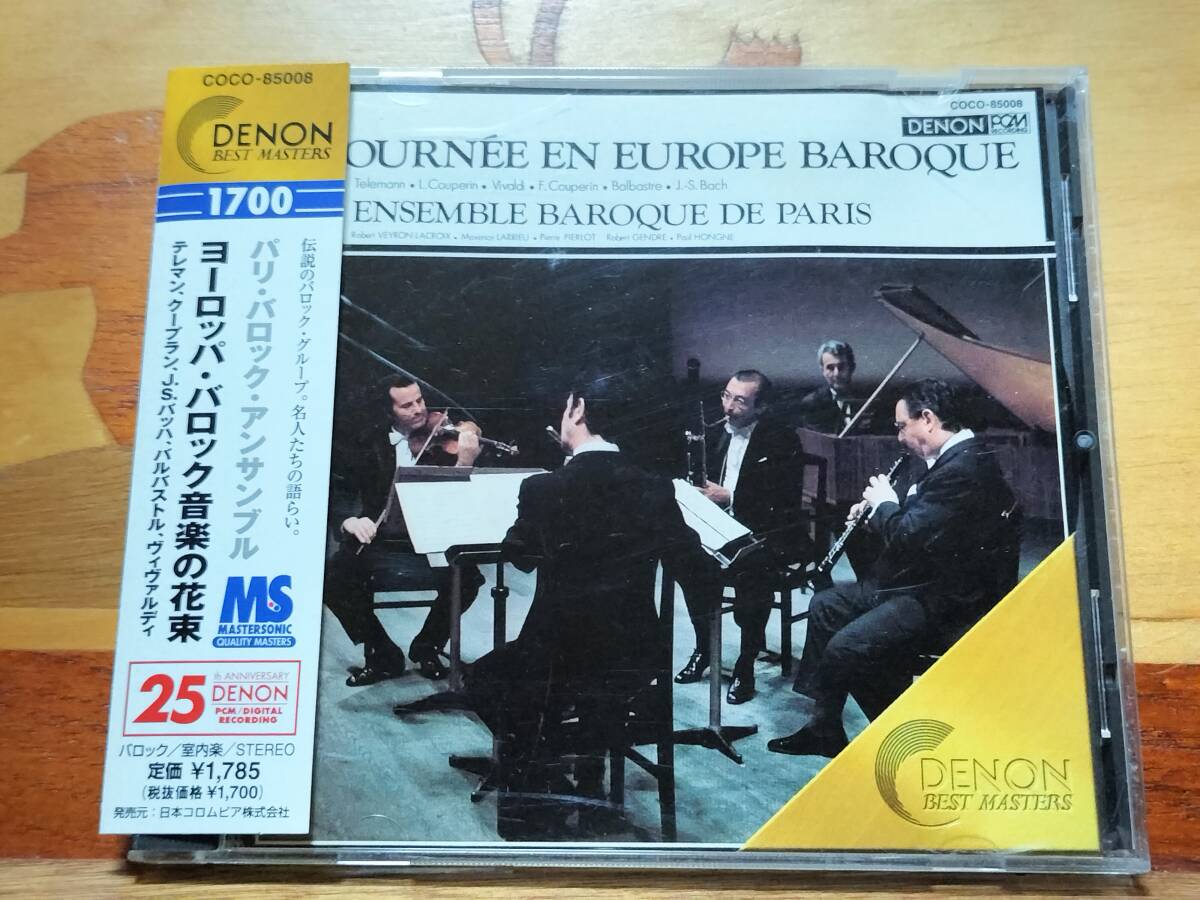 COCO-85008
DENON
BEST MASTERS
1700
伝説のバロック・グループ。名人たちの語らい。
パリ・バロック・アンサンブル
ヨーロッパ・バロック音楽の花束
テレマン、クープラン、J.S.バッハ、バルバストル、ヴィヴァルディ
MS
MASTERSONIC
QUALITY MASTERS
25th ANNIVERSARY
DENON
PCM/DIGITAL
RECORDING
バロック/室内楽/STEREO
定価 ¥1,785
(税抜価格 ¥1,700)
発売元:日本コロムビア株式会社
COCO-85008
DENON PCM
RECORDING
OURNÉE EN EUROPE BAROQUE
Telemann • L.Couperin • Vivaldi • F.Couperin • Balbastre • J.-S.Bach
ENSEMBLE BAROQUE DE PARIS
Robert VEYRON-LACROIX • Maxence LARRIEU • Pierre PIERLOT Robert GENDRE • Paul HONGNE
DENON
BEST MASTERS